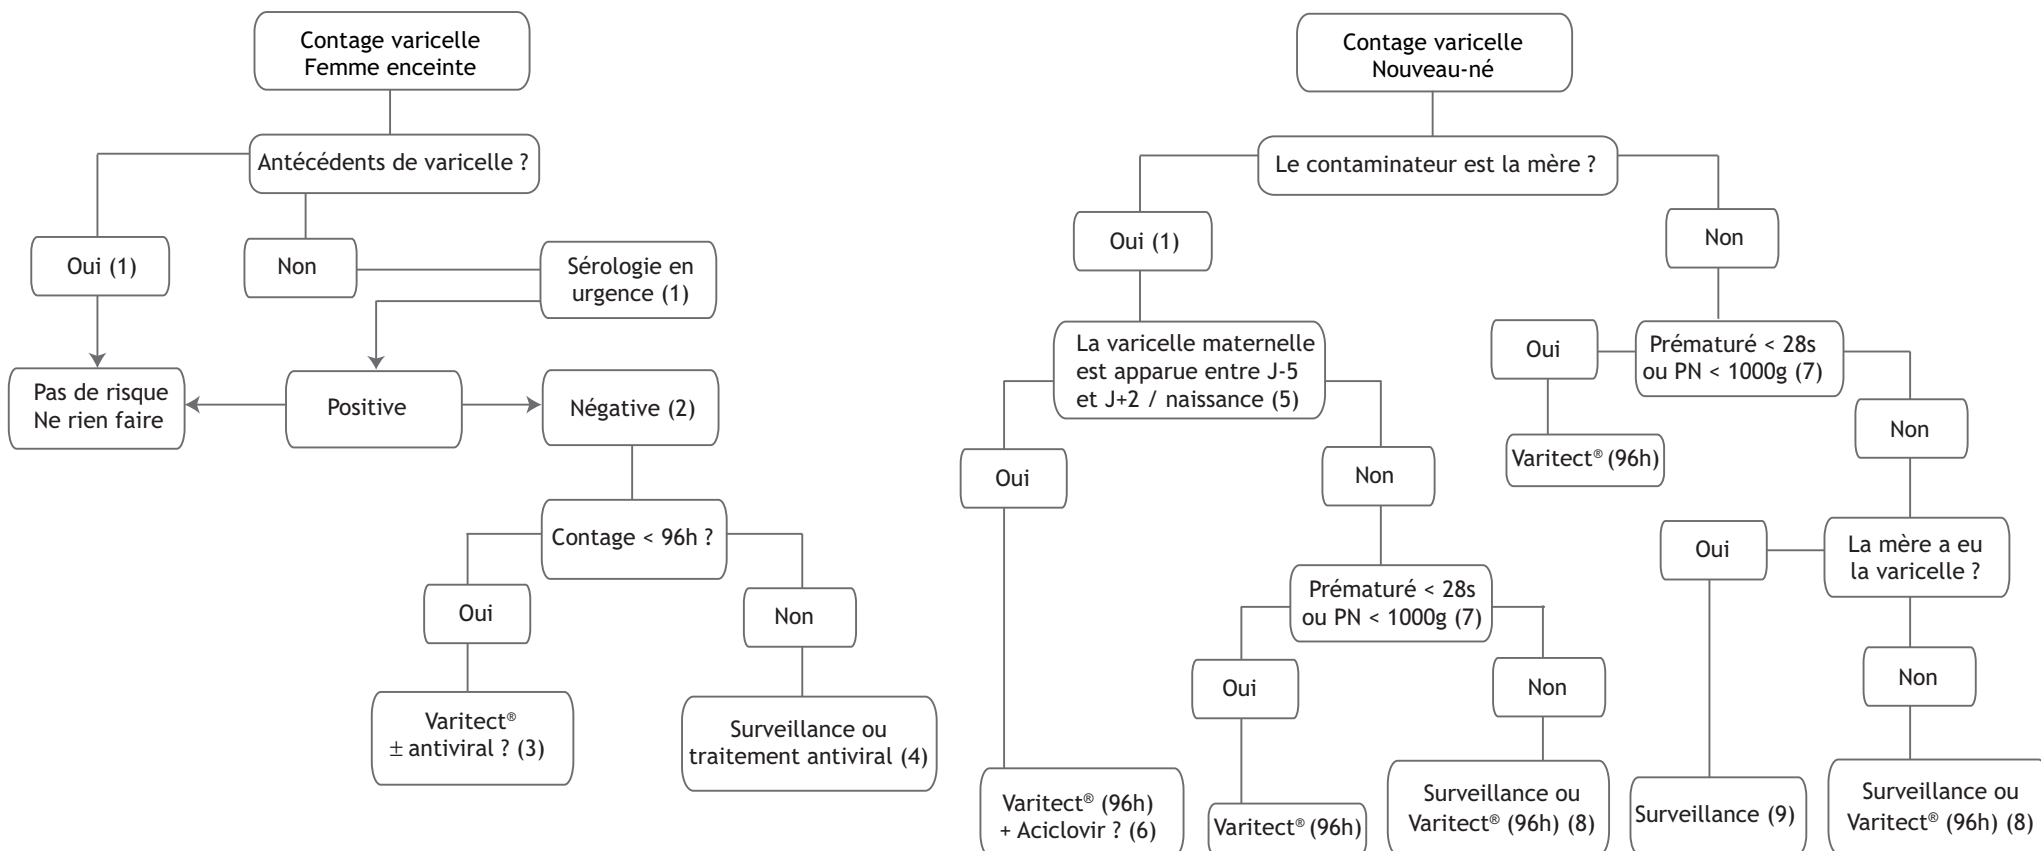 Contage varicelle
Femme enceinte
Antécédents de varicelle ?
Oui (1)
Non
Sérologie en
urgence (1)
Pas de risque
Ne rien faire
Positive
Négative (2)
Contage < 96h ?
Oui
Non
Varitect®
± antiviral ? (3)
Surveillance ou
traitement antiviral (4)
Contage varicelle
Nouveau-né
Le contaminateur est la mère ?
Oui (1)
Non
La varicelle maternelle
est apparue entre J-5
et J+2 / naissance (5)
Oui
Prématuré < 28s
ou PN < 1000g (7)
Oui
Non
Non
Varitect® (96h)
Oui
La mère a eu
la varicelle ?
Prématuré < 28s
ou PN < 1000g (7)
Oui
Non
Non
Varitect® (96h)
+ Aciclovir ? (6)
Varitect® (96h)
Surveillance ou
Varitect® (96h) (8)
Surveillance (9)
Surveillance ou
Varitect® (96h) (8)